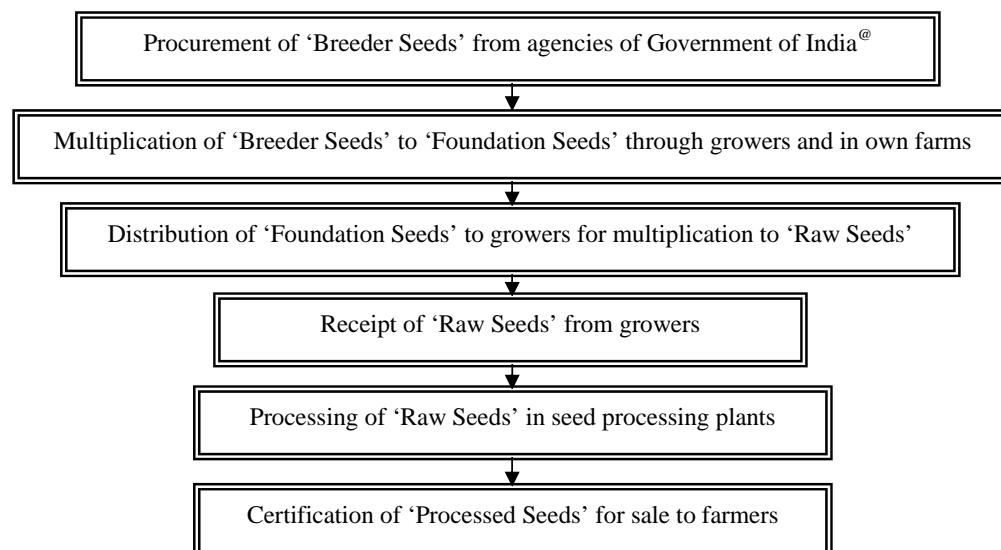 Procurement of ‘Breeder Seeds’ from agencies of Government of India@
Multiplication of ‘Breeder Seeds’ to ‘Foundation Seeds’ through growers and in own farms
Distribution of ‘Foundation Seeds’ to growers for multiplication to ‘Raw Seeds’
Receipt of ‘Raw Seeds’ from growers
Processing of ‘Raw Seeds’ in seed processing plants
Certification of ‘Processed Seeds’ for sale to farmers